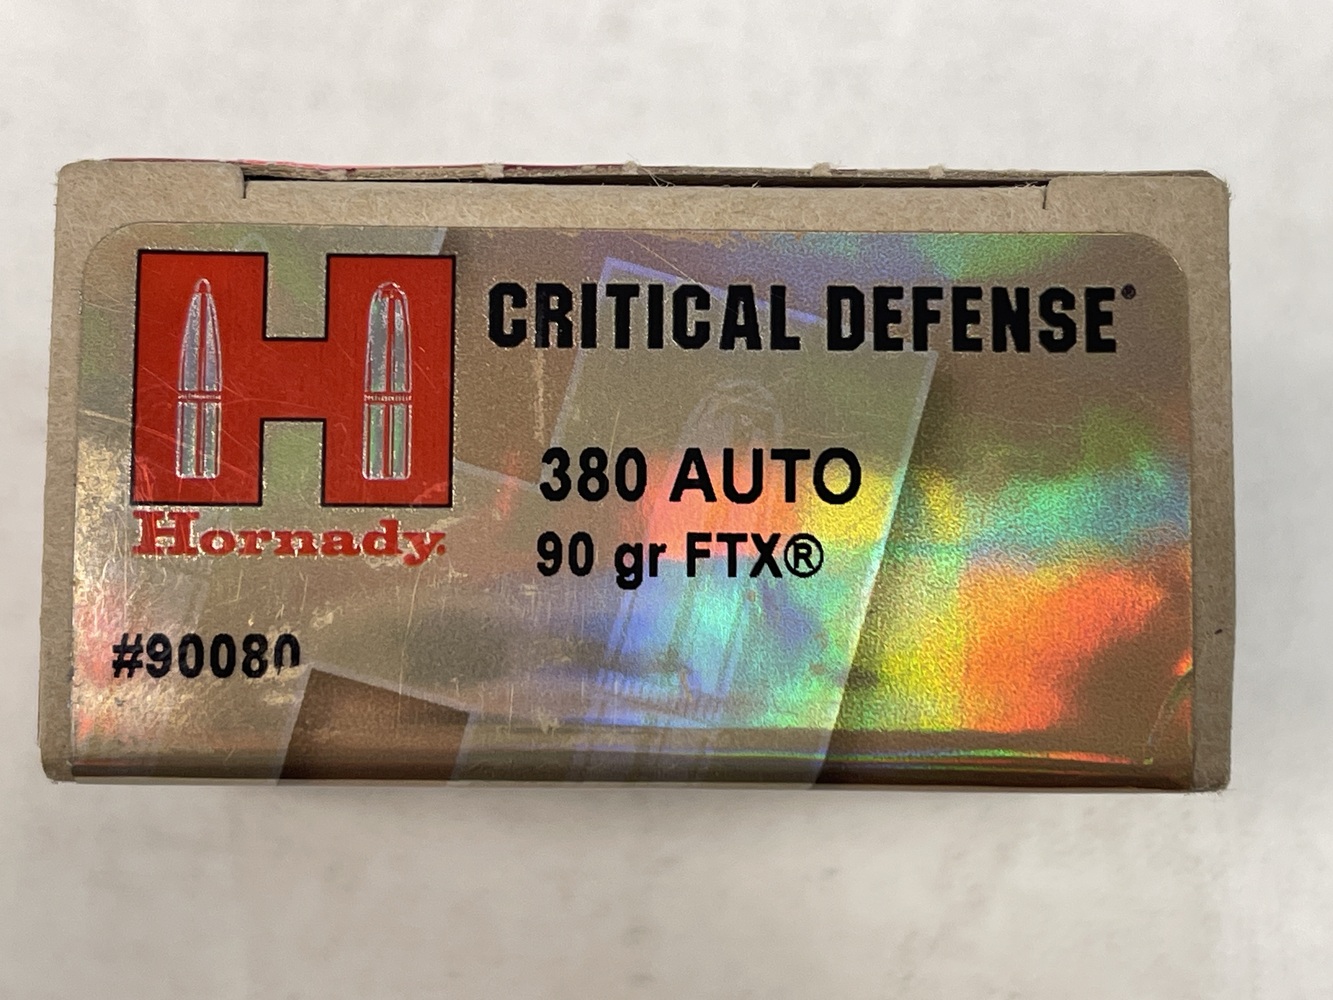 CRITICAL DEFENSE®
380 AUTO
90 gr FTX®
Hornady.
#90080